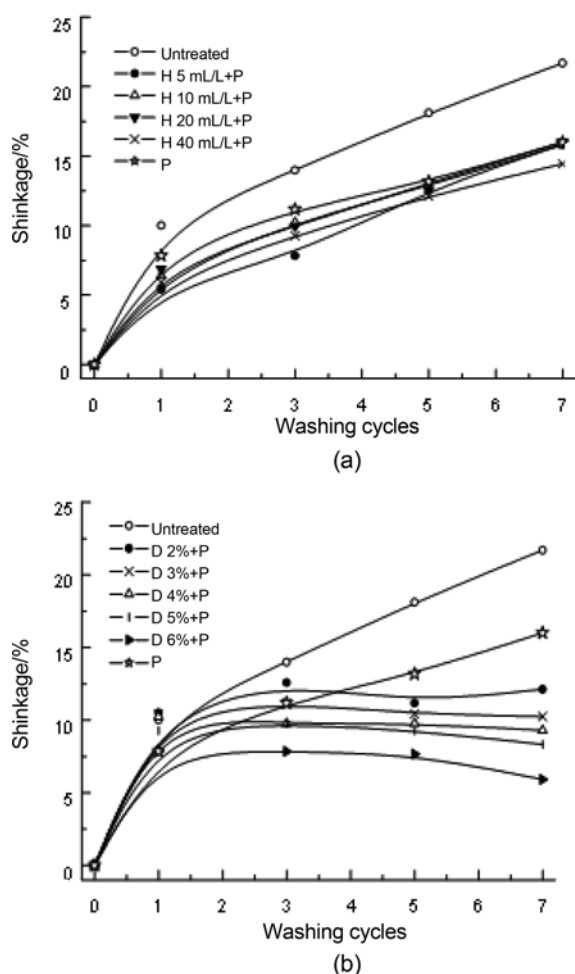 25
20
15
10
5
0
Shinkage/%
Untreated
H 5 mL/L+P
H 10 mL/L+P
H 20 mL/L+P
H 40 mL/L+P
P
0 1 2 3 4 5 6 7
Washing cycles
(a)
25
20
15
10
5
0
Shinkage/%
Untreated
D 2%+P
D 3%+P
D 4%+P
D 5%+P
D 6%+P
P
0 1 2 3 4 5 6 7
Washing cycles
(b)